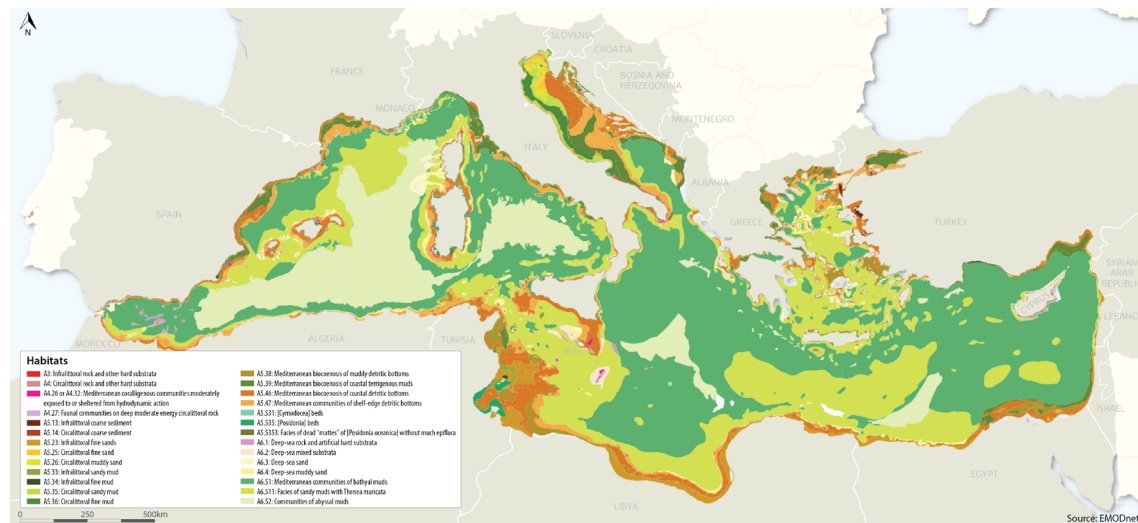 N
SLOVENIA
CROATIA
FRANCE
BOSNIA AND
HERZEGOVINA
MONACO
MONTENEGRO
ITALY
ALBANIA
SPAIN
GREECE
TURKEY
SYRIAN
ARAB
REPUBLIC
CYPRUS
LEBANON
MALTA
ALGERIA
TUNISIA
MOROCCO
ISRAEL
EGYPT
LIBYA
Habitats
A3: Infralittoral rock and other hard substrata
A4: Circalittoral rock and other hard substrata
A4.26 or A4.32: Mediterranean coralligenous communities moderately
exposed to or sheltered from hydrodynamic action
A4.27: Faunal communities on deep moderate energy circalittoral rock
A5.13: Infralittoral coarse sediment
A5.14: Circalittoral coarse sediment
A5.23: Infralittoral fine sands
A5.25: Circalittoral fine sand
A5.26: Circalittoral muddy sand
A5.33: Infralittoral sandy mud
A5.34: Infralittoral fine mud
A5.35: Circalittoral sandy mud
A5.36: Circalittoral fine mud
A5.38: Mediterranean biocoenosis of muddy detritic bottoms
A5.39: Mediterranean biocoenosis of coastal terrigenous muds
A5.46: Mediterranean biocoenosis of coastal detritic bottoms
A5.47: Mediterranean communities of shelf-edge detritic bottoms
A5.531: [Cymodocea] beds
A5.535: [Posidonia] beds
A5.5353: Facies of dead "mattes" of [Posidonia oceanica] without much epiflora
A6.1: Deep-sea rock and artificial hard substrata
A6.2: Deep-sea mixed substrata
A6.3: Deep-sea sand
A6.4: Deep-sea muddy sand
A6.51: Mediterranean communities of bathyal muds
A6.511: Facies of sandy muds with Thenea muricata
A6.52: Communities of abyssal muds
0 250 500km
Source: EMODnet